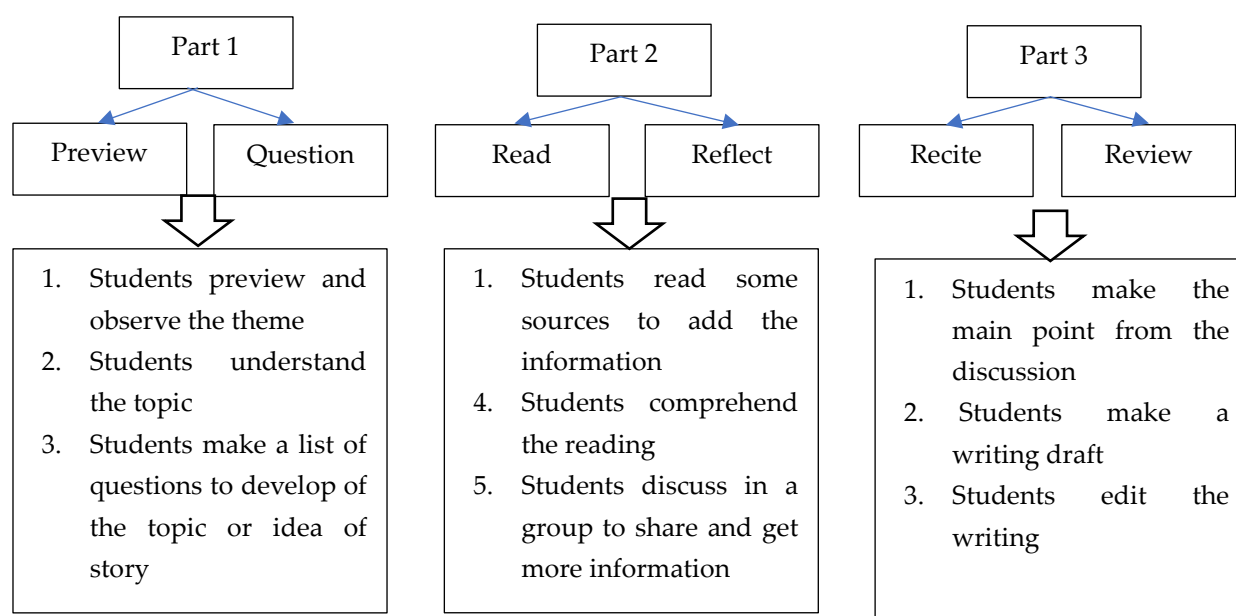 Part 1
Preview
Question
1. Students preview and
observe the theme
2. Students understand
the topic
3. Students make a list of
questions to develop of
the topic or idea of
story
Part 2
Read
Reflect
1. Students read some
sources to add the
information
4. Students comprehend
the reading
5. Students discuss in a
group to share and get
more information
Part 3
Recite
Review
1. Students make the
main point from the
discussion
2. Students make a
writing draft
3. Students edit the
writing